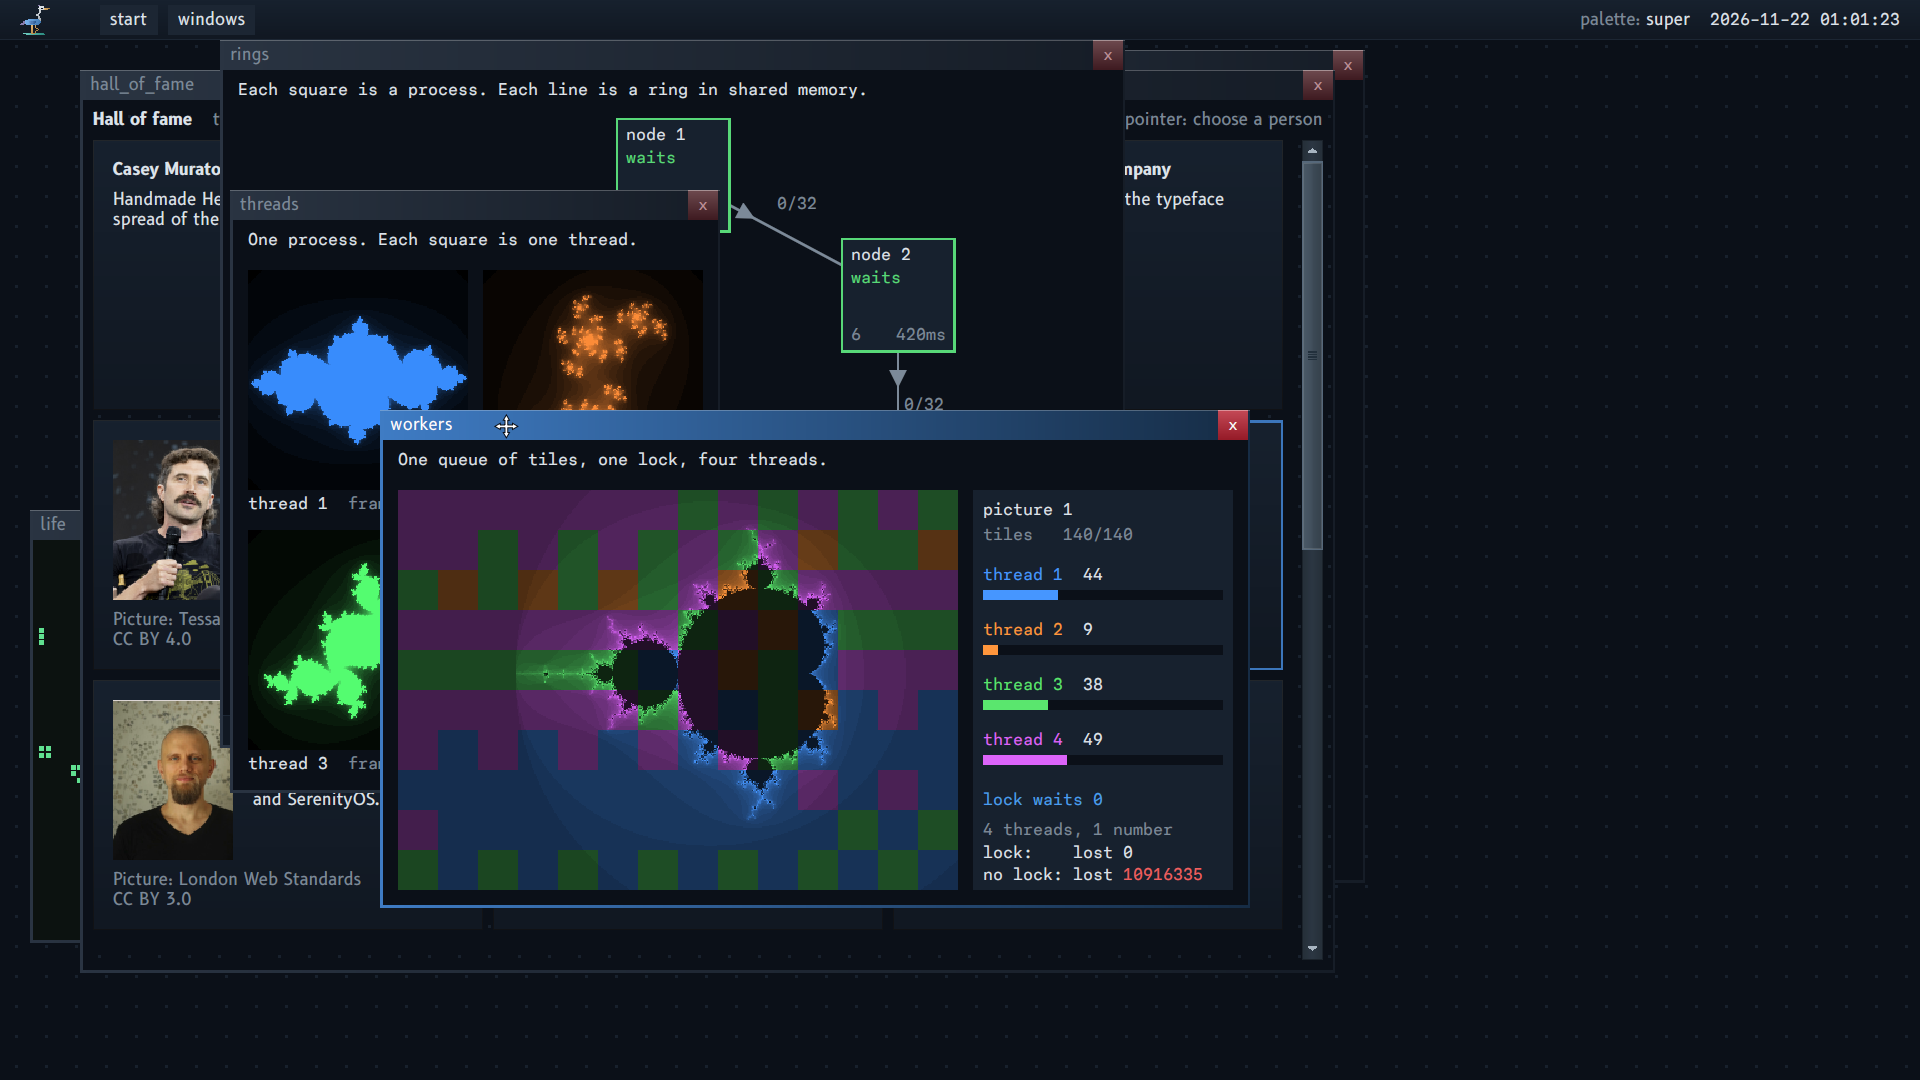 start
windows
palette: super
2026-11-22 01:01:23
rings
x
x
hall_of_fame
x
Each square is a process. Each line is a ring in shared memory.
Hall of fame
pointer: choose a person
node 1
waits
Casey Murato
Handmade He
spread of the
the typeface
threads
x
0/32
One process. Each square is one thread.
node 2
waits
6 420ms
0/32
workers
x
One queue of tiles, one lock, four threads.
thread 1
picture 1
tiles 140/140
life
thread 1 44
thread 2 9
Picture: Tessa
CC BY 4.0
thread 3 38
thread 4 49
thread 3
and SerenityOS.
lock waits 0
4 threads, 1 number
lock: lost 0
no lock: lost 10916335
Picture: London Web Standards
CC BY 3.0